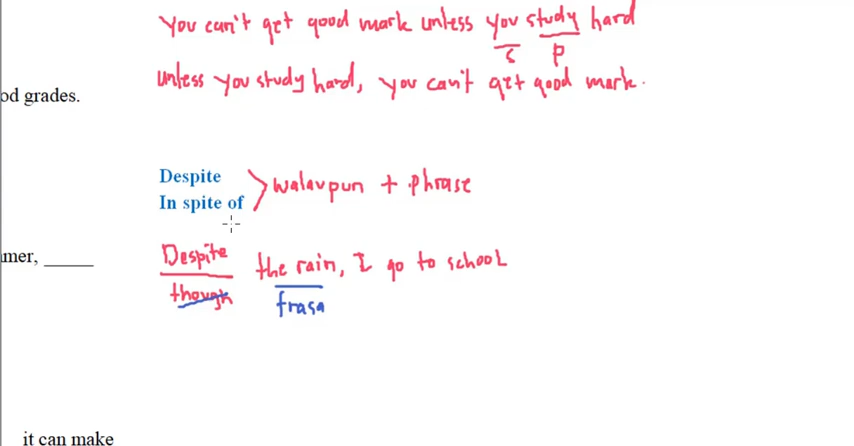 You can't get good mark unless you study hard
S P
unless you study hard, you can't get good mark.
od grades.
Despite
In spite of
walaupun + phrase
mer, _____
Despite the rain, I go to school
though
frasa
it can make